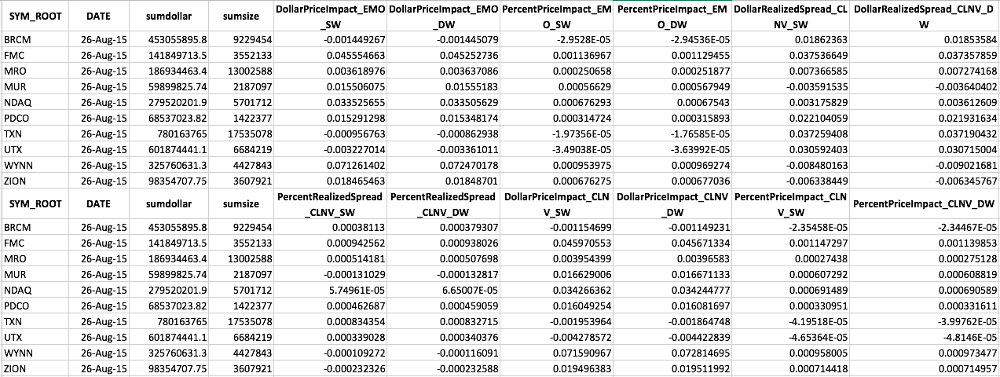 SYM_ROOT DATE sumdollar sumsize DollarPriceImpact_EMO_SW DollarPriceImpact_EMO_DW PercentPriceImpact_EMO_SW PercentPriceImpact_EMO_DW DollarRealizedSpread_CLNV_SW DollarRealizedSpread_CLNV_DW
BRCM 26-Aug-15 453055895.8 9229454 -0.001449267 -0.001445079 -2.9528E-05 -2.94536E-05 0.01862363 0.01853584
FMC 26-Aug-15 141849713.5 3552133 0.045554663 0.045252736 0.001136967 0.001129455 0.037536649 0.037357859
MRO 26-Aug-15 186934463.4 13002588 0.003618976 0.003637086 0.000250658 0.000251877 0.007366585 0.007274168
MUR 26-Aug-15 59899825.74 2187097 0.015506075 0.01555183 0.00056629 0.000567949 -0.003591535 -0.003640402
NDAQ 26-Aug-15 279520201.9 5701712 0.033525655 0.033505629 0.000676293 0.00067543 0.003175829 0.003612609
PDCO 26-Aug-15 68537023.82 1422377 0.015291298 0.015348174 0.000314724 0.000315893 0.022104059 0.021931634
TXN 26-Aug-15 780163765 17535078 -0.000956763 -0.000862938 -1.97356E-05 -1.76585E-05 0.037259408 0.037190432
UTX 26-Aug-15 601874441.1 6684219 -0.003227014 -0.003361011 -3.49038E-05 -3.63992E-05 0.030592403 0.030715004
WYNN 26-Aug-15 325760631.3 4427843 0.071261402 0.072470178 0.000953975 0.000969274 -0.008480163 -0.009021681
ZION 26-Aug-15 98354707.75 3607921 0.018465463 0.01848701 0.000676275 0.000677036 -0.006338449 -0.006345767
SYM_ROOT DATE sumdollar sumsize PercentRealizedSpread_CLNV_SW PercentRealizedSpread_CLNV_DW DollarPriceImpact_CLNV_SW DollarPriceImpact_CLNV_DW PercentPriceImpact_CLNV_SW PercentPriceImpact_CLNV_DW
BRCM 26-Aug-15 453055895.8 9229454 0.00038113 0.000379307 -0.001154699 -0.001149231 -2.35458E-05 -2.34467E-05
FMC 26-Aug-15 141849713.5 3552133 0.000942562 0.000938026 0.045970553 0.045671334 0.001147297 0.001139853
MRO 26-Aug-15 186934463.4 13002588 0.000514181 0.000507698 0.003954399 0.00396583 0.00027438 0.000275128
MUR 26-Aug-15 59899825.74 2187097 -0.000131029 -0.000132817 0.016629006 0.016671133 0.000607292 0.000608819
NDAQ 26-Aug-15 279520201.9 5701712 5.74961E-05 6.65007E-05 0.034266362 0.034244777 0.000691489 0.000690589
PDCO 26-Aug-15 68537023.82 1422377 0.000462687 0.000459059 0.016049254 0.016081697 0.000330951 0.000331611
TXN 26-Aug-15 780163765 17535078 0.000834354 0.000832715 -0.001953964 -0.001864748 -4.19518E-05 -3.99762E-05
UTX 26-Aug-15 601874441.1 6684219 0.000339028 0.000340376 -0.004278572 -0.004422839 -4.65364E-05 -4.8146E-05
WYNN 26-Aug-15 325760631.3 4427843 -0.000109272 -0.000116091 0.071590967 0.072814695 0.000958005 0.000973477
ZION 26-Aug-15 98354707.75 3607921 -0.000232326 -0.000232588 0.019496383 0.019511992 0.000714418 0.000714957